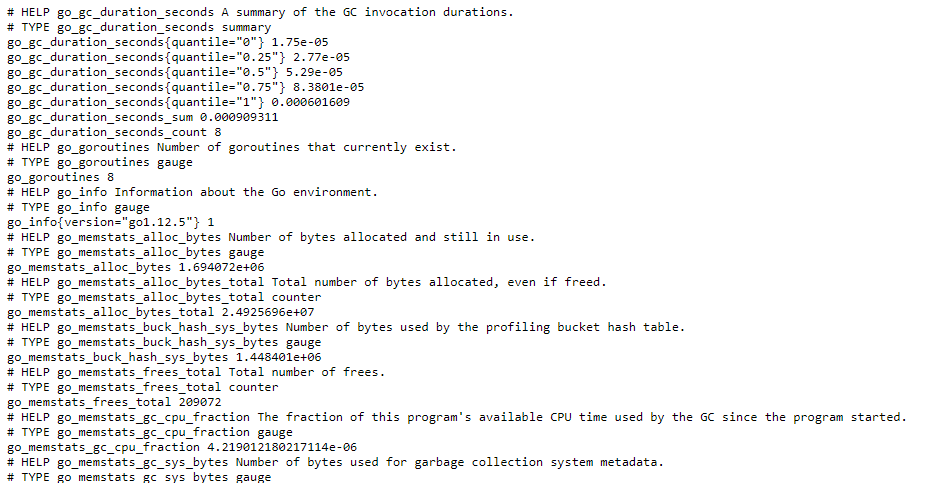 # HELP go_gc_duration_seconds A summary of the GC invocation durations.
# TYPE go_gc_duration_seconds summary
go_gc_duration_seconds{quantile="0"} 1.75e-05
go_gc_duration_seconds{quantile="0.25"} 2.77e-05
go_gc_duration_seconds{quantile="0.5"} 5.29e-05
go_gc_duration_seconds{quantile="0.75"} 8.3801e-05
go_gc_duration_seconds{quantile="1"} 0.000601609
go_gc_duration_seconds_sum 0.000909311
go_gc_duration_seconds_count 8
# HELP go_goroutines Number of goroutines that currently exist.
# TYPE go_goroutines gauge
go_goroutines 8
# HELP go_info Information about the Go environment.
# TYPE go_info gauge
go_info{version="go1.12.5"} 1
# HELP go_memstats_alloc_bytes Number of bytes allocated and still in use.
# TYPE go_memstats_alloc_bytes gauge
go_memstats_alloc_bytes 1.694072e+06
# HELP go_memstats_alloc_bytes_total Total number of bytes allocated, even if freed.
# TYPE go_memstats_alloc_bytes_total counter
go_memstats_alloc_bytes_total 2.4925696e+07
# HELP go_memstats_buck_hash_sys_bytes Number of bytes used by the profiling bucket hash table.
# TYPE go_memstats_buck_hash_sys_bytes gauge
go_memstats_buck_hash_sys_bytes 1.448401e+06
# HELP go_memstats_frees_total Total number of frees.
# TYPE go_memstats_frees_total counter
go_memstats_frees_total 209072
# HELP go_memstats_gc_cpu_fraction The fraction of this program's available CPU time used by the GC since the program started.
# TYPE go_memstats_gc_cpu_fraction gauge
go_memstats_gc_cpu_fraction 4.219012180217114e-06
# HELP go_memstats_gc_sys_bytes Number of bytes used for garbage collection system metadata.
# TYPE go_memstats_gc_sys_bytes gauge